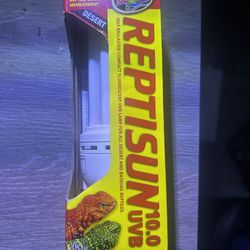 WORLDWIDE!
DESERT
REPTISUN 10.0
UVB
SELF BALLASTED COMPACT FLUORESCENT UVB LAMP FOR ALL DESERT AND BASKING REPTILES.